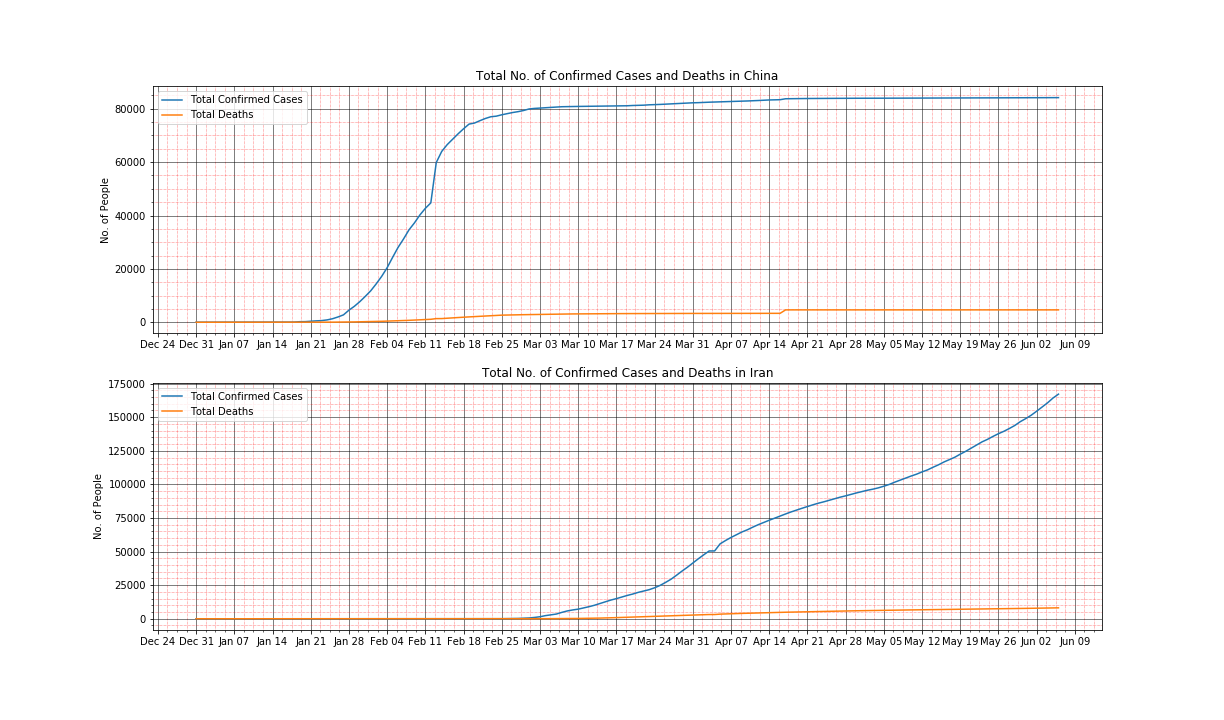 Total No. of Confirmed Cases and Deaths in China
Total Confirmed Cases
Total Deaths
No. of People
80000
60000
40000
20000
0
Dec 24 Dec 31 Jan 07 Jan 14 Jan 21 Jan 28 Feb 04 Feb 11 Feb 18 Feb 25 Mar 03 Mar 10 Mar 17 Mar 24 Mar 31 Apr 07 Apr 14 Apr 21 Apr 28 May 05 May 12 May 19 May 26 Jun 02 Jun 09
Total No. of Confirmed Cases and Deaths in Iran
Total Confirmed Cases
Total Deaths
No. of People
175000
150000
125000
100000
75000
50000
25000
0
Dec 24 Dec 31 Jan 07 Jan 14 Jan 21 Jan 28 Feb 04 Feb 11 Feb 18 Feb 25 Mar 03 Mar 10 Mar 17 Mar 24 Mar 31 Apr 07 Apr 14 Apr 21 Apr 28 May 05 May 12 May 19 May 26 Jun 02 Jun 09